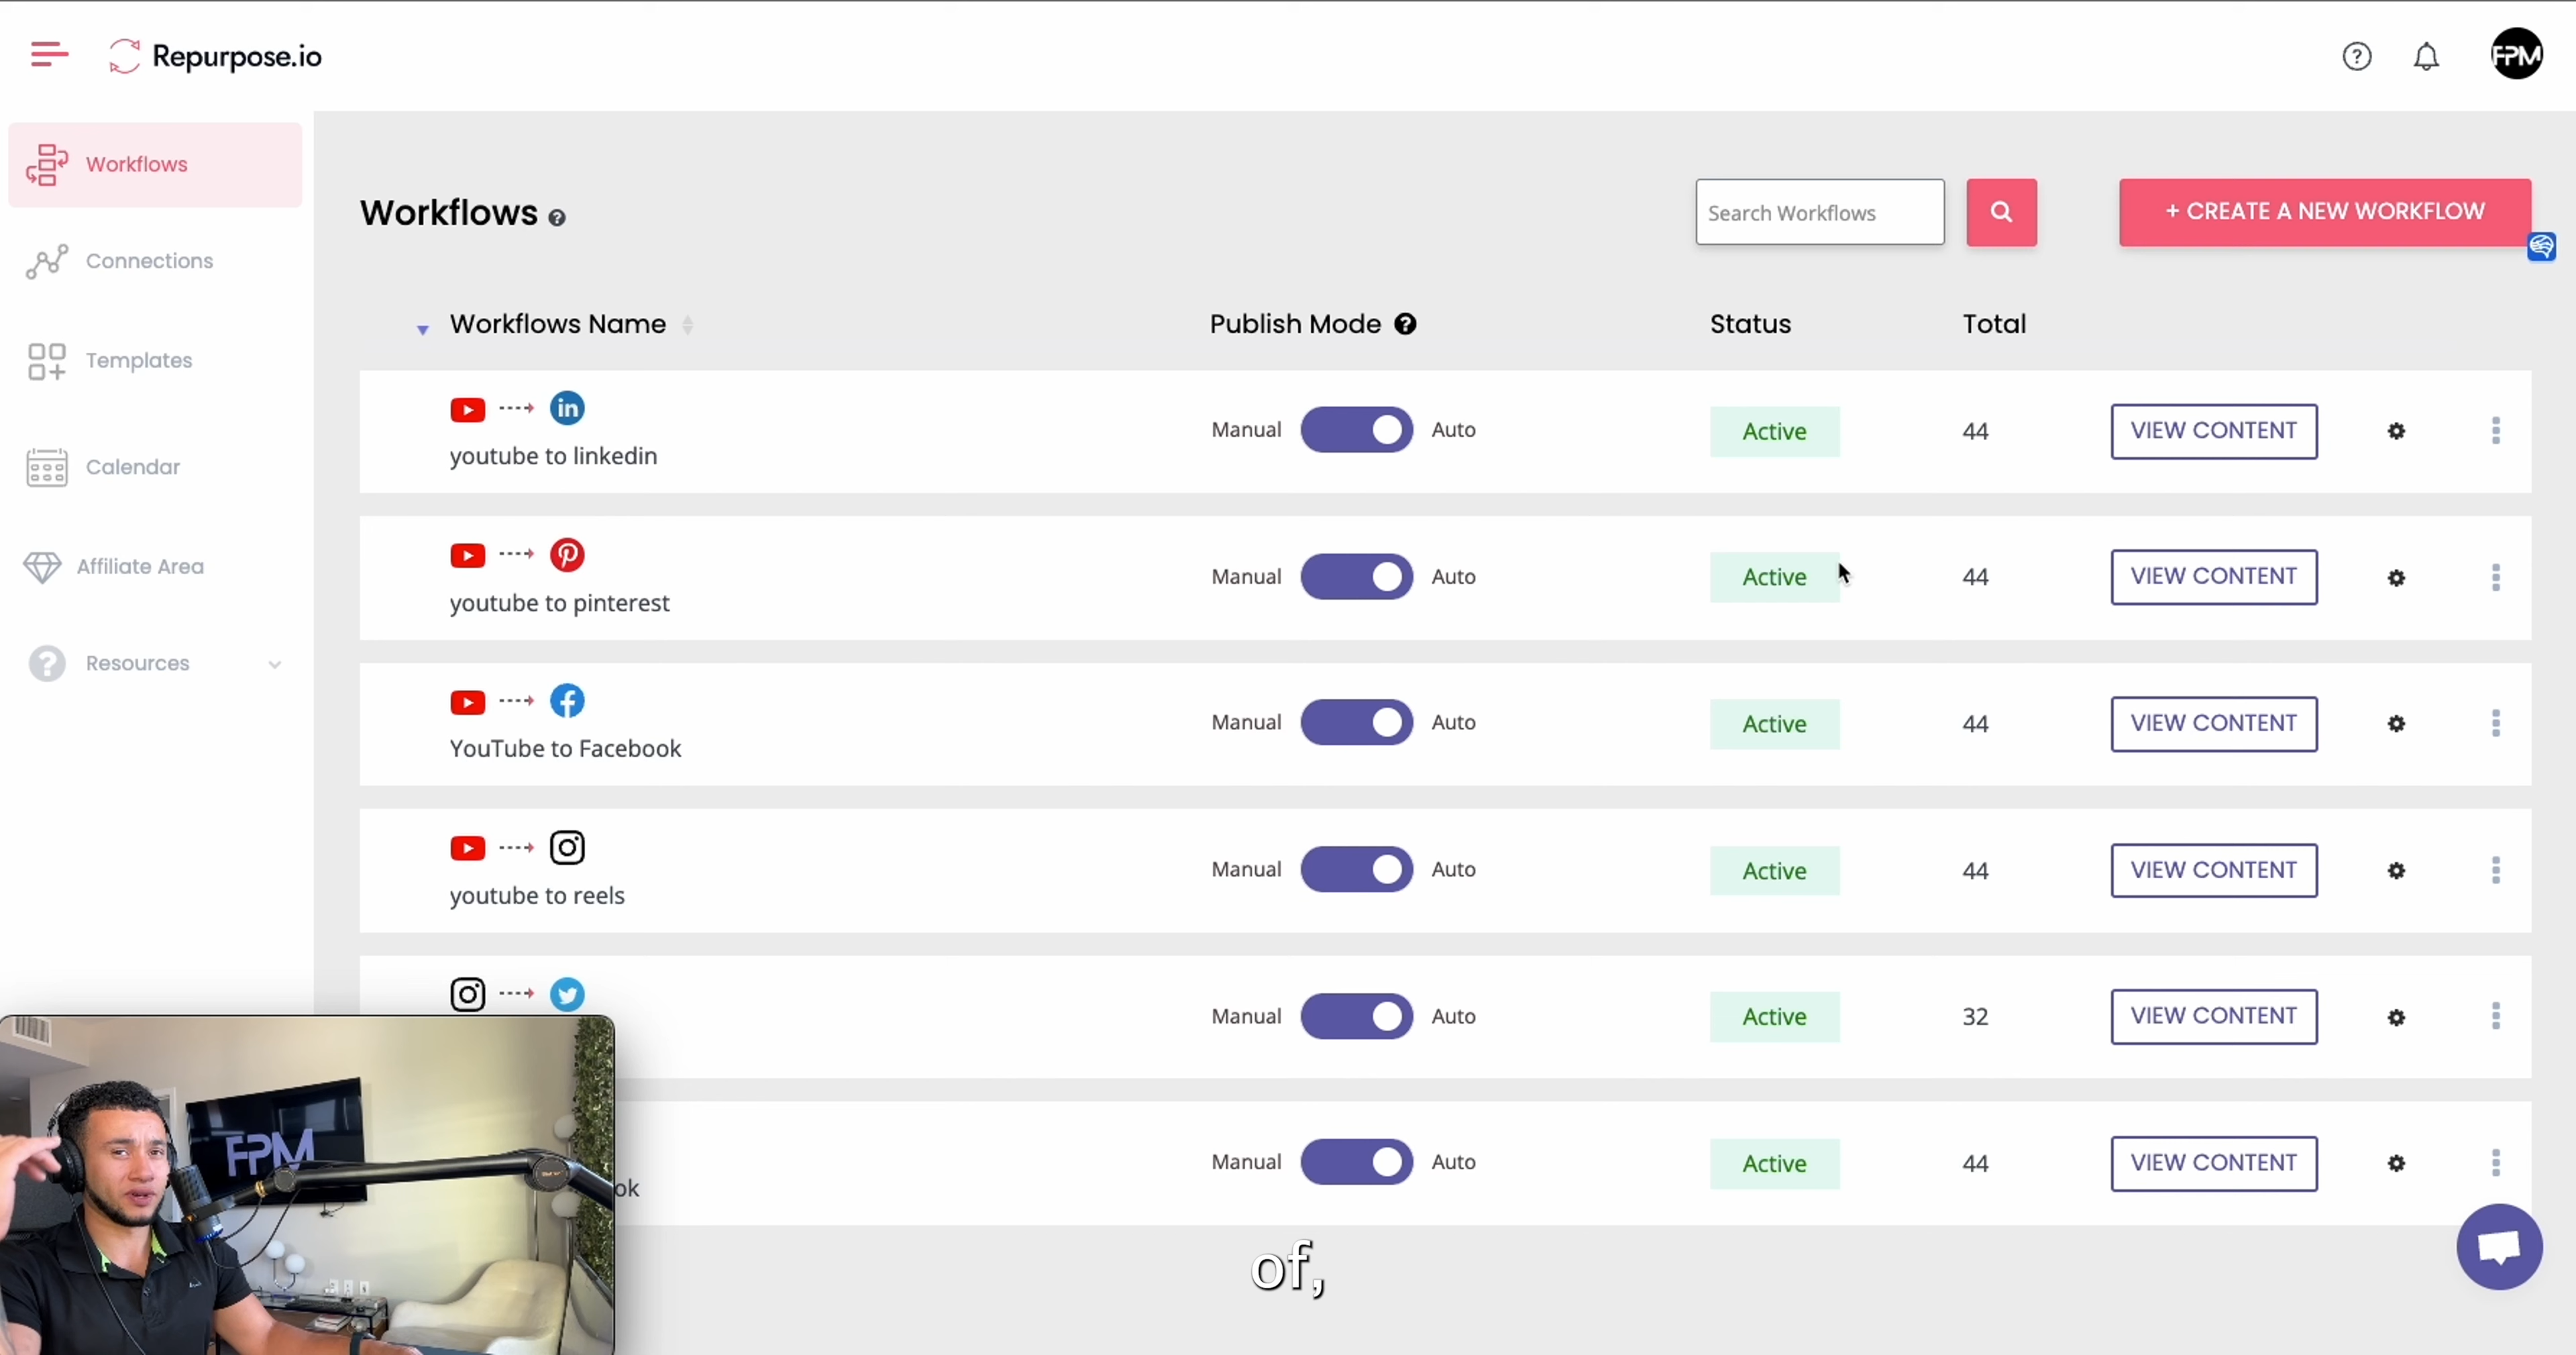 Repurpose.io
FPM
Workflows
Connections
Templates
Calendar
Affiliate Area
Resources
Workflows
Search Workflows
+ CREATE A NEW WORKFLOW
Workflows Name
Publish Mode
Status
Total
youtube to linkedin
Manual
Auto
Active
44
VIEW CONTENT
youtube to pinterest
Manual
Auto
Active
44
VIEW CONTENT
YouTube to Facebook
Manual
Auto
Active
44
VIEW CONTENT
youtube to reels
Manual
Auto
Active
44
VIEW CONTENT
Manual
Auto
Active
32
VIEW CONTENT
ok
Manual
Auto
Active
44
VIEW CONTENT
FPM
of,